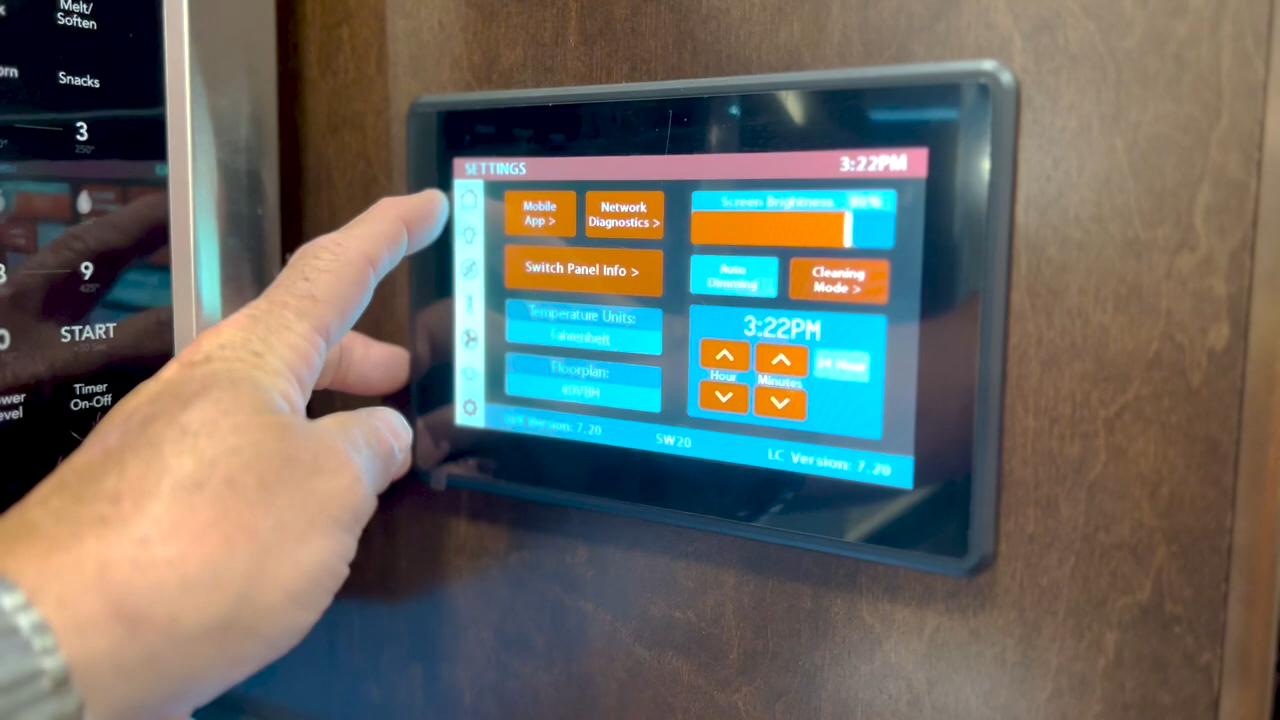 Melt/
Soften
Snacks
3
250°
9
425°
START
Timer
On-Off
SETTINGS
3:22PM
Mobile
App >
Network
Diagnostics >
Switch Panel Info >
Temperature Units:
Fahrenheit
Floorplan:
Screen Brightness
Auto
Dimming
Cleaning
Mode >
3:22PM
Hour
Minutes
24 Hour
Version: 7.20
SW20
LC Version: 7.20